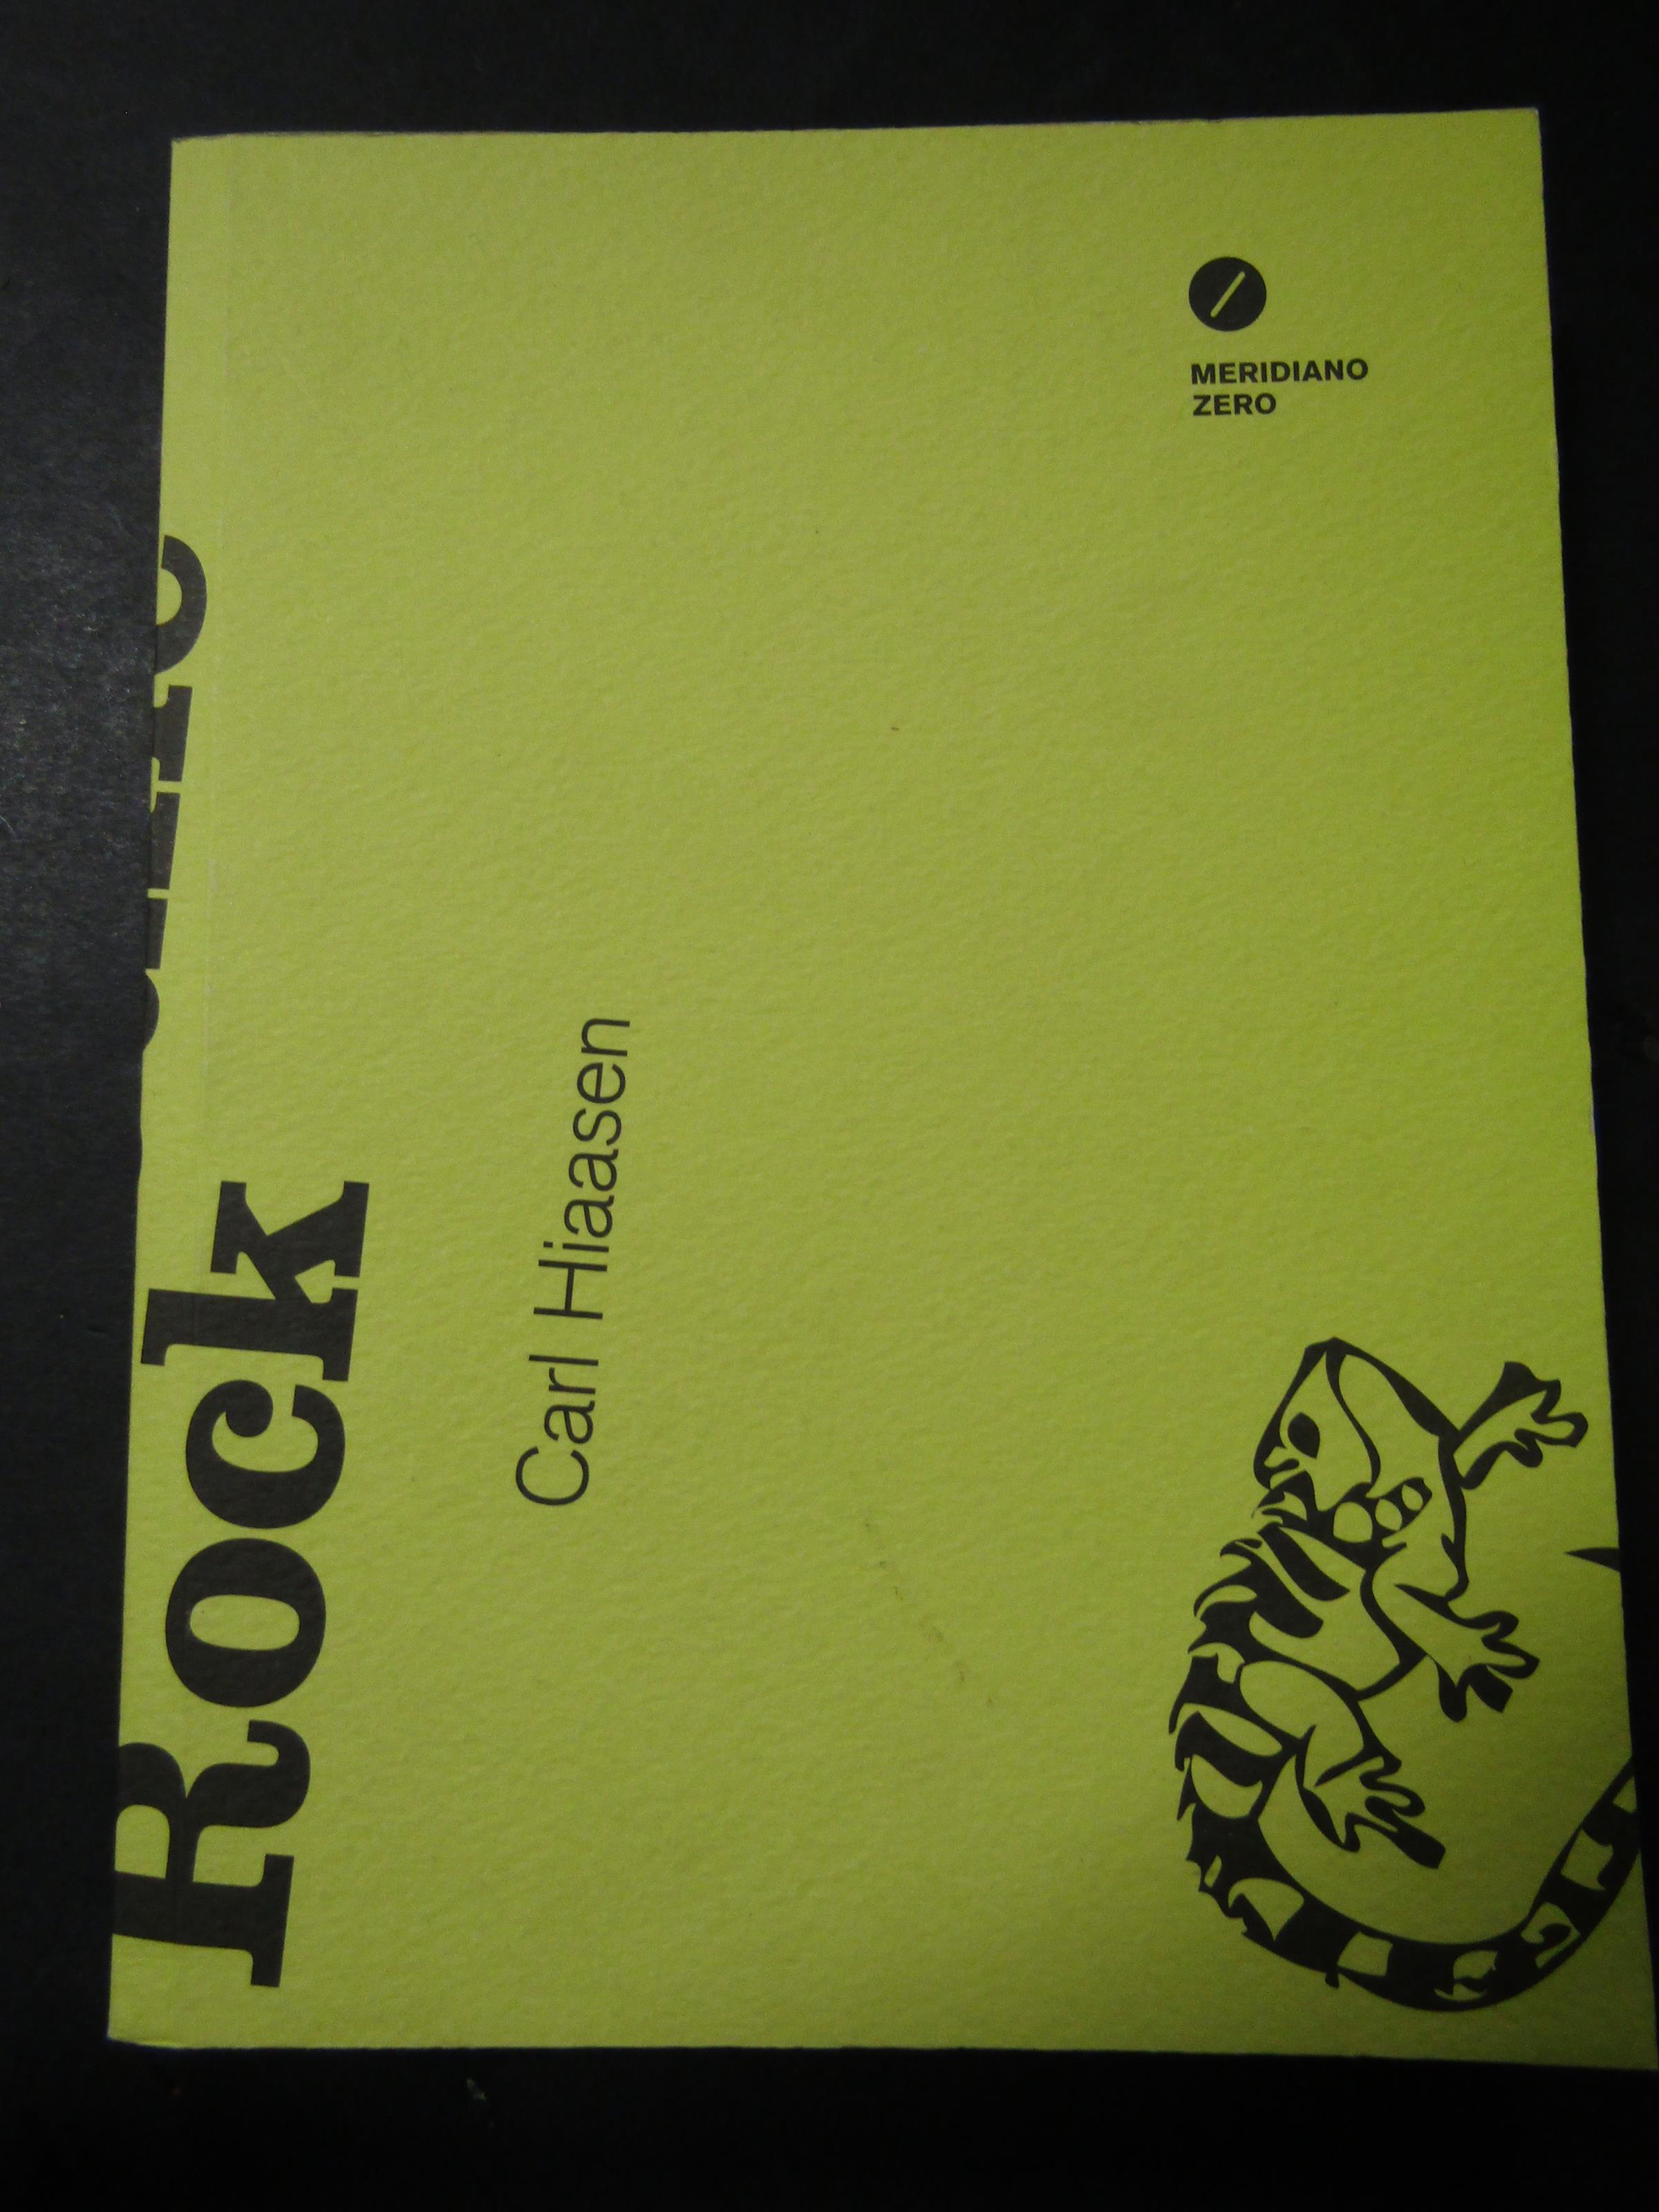 MERIDIANO
ZERO
Rock
Carl Hiaasen